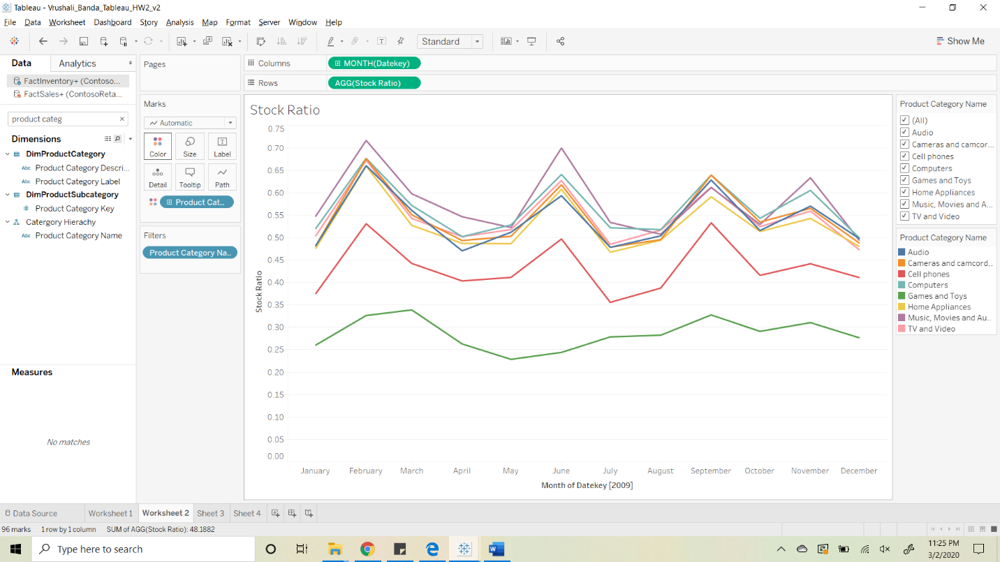 Tableau - Vrushali_Banda_Tableau_HW2_v2
File Data Worksheet Dashboard Story Analysis Map Format Server Window Help
Standard
Show Me
Data Analytics
FactInventory+ (Contoso...
FactSales+ (ContosoReta...
product categ
Dimensions
DimProductCategory
Abc Product Category Descri...
Abc Product Category Label
DimProductSubcategory
# Product Category Key
Catergory Hierachy
Abc Product Category Name
Measures
No matches
Pages
Marks
Automatic
Color Size Label
Detail Tooltip Path
Product Cat..
Filters
Product Category Na..
Columns MONTH(Datekey)
Rows AGG(Stock Ratio)
Stock Ratio
0.75
0.70
0.65
0.60
0.55
0.50
0.45
0.40
0.35
0.30
0.25
0.20
0.15
0.10
0.05
0.00
Stock Ratio
January February March April May June July August September October November December
Month of Datekey [2009]
Product Category Name
(All)
Audio
Cameras and camcor...
Cell phones
Computers
Games and Toys
Home Appliances
Music, Movies and A...
TV and Video
Product Category Name
Audio
Cameras and camcord..
Cell phones
Computers
Games and Toys
Home Appliances
Music, Movies and Au..
TV and Video
Data Source Worksheet 1 Worksheet 2 Sheet 3 Sheet 4
96 marks 1 row by 1 column SUM of AGG(Stock Ratio): 48.1882
Type here to search
11:25 PM
3/2/2020